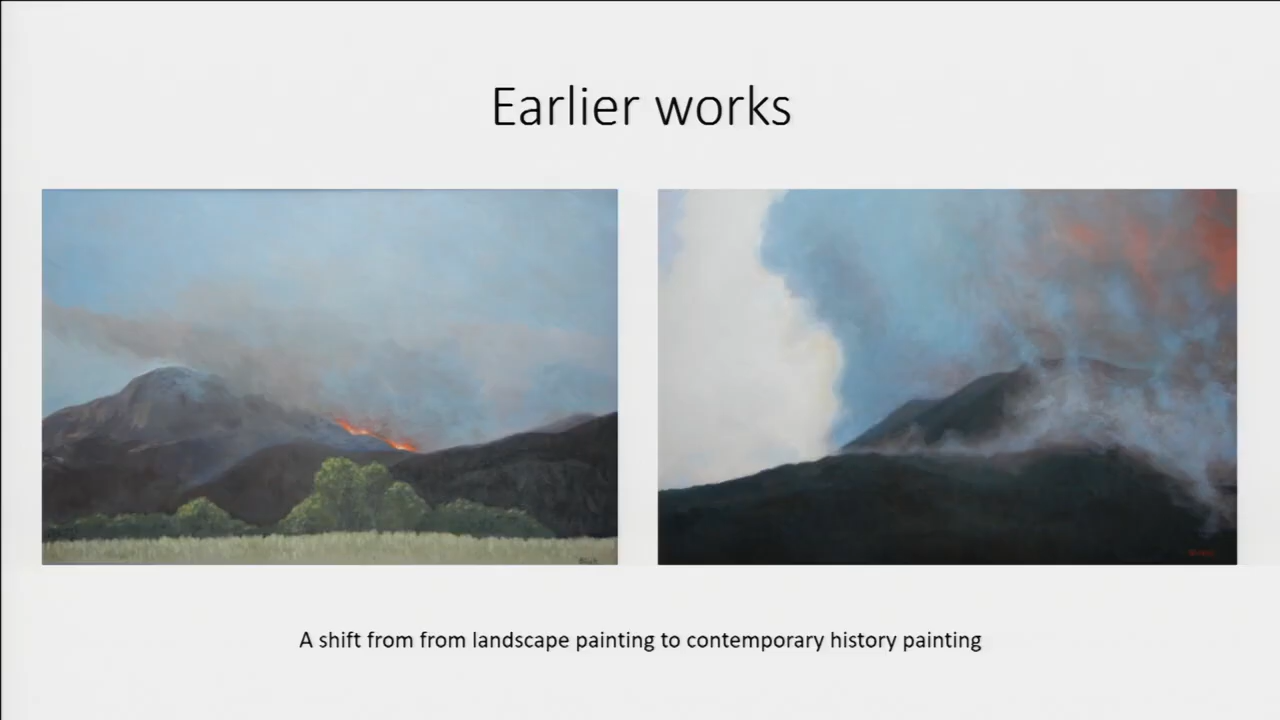 Earlier works
A shift from from landscape painting to contemporary history painting